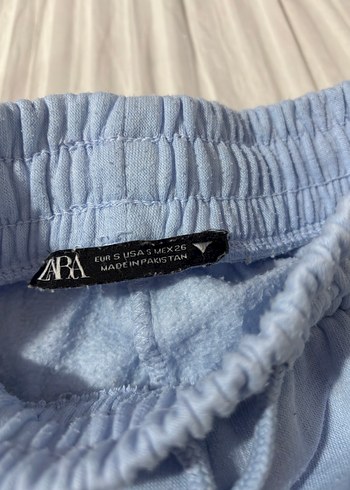 ZARA
EUR S USA S MEX 26
MADE IN PAKISTAN